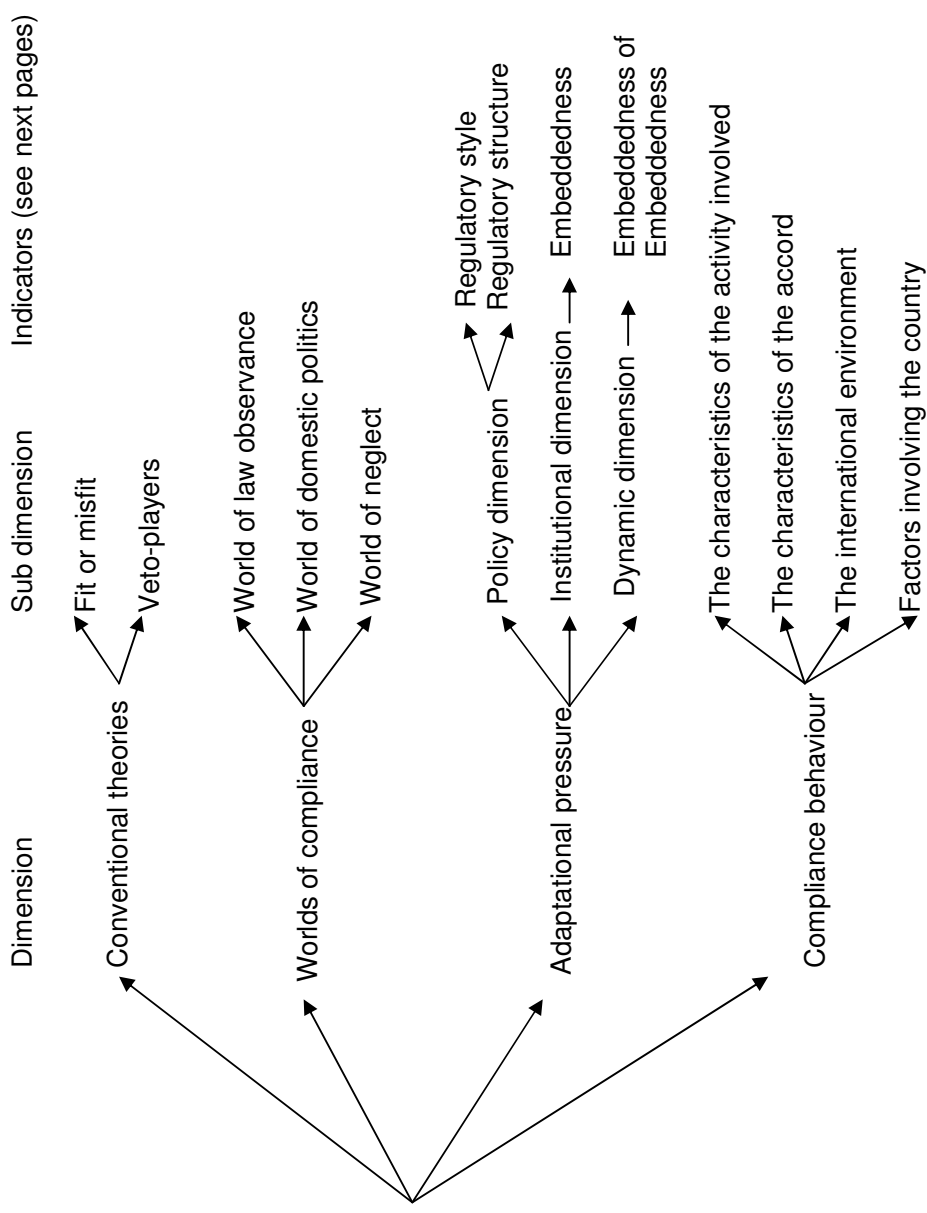 Dimension
Sub dimension
Indicators (see next pages)
Conventional theories
Fit or misfit
Veto-players
Worlds of compliance
World of law observance
World of domestic politics
World of neglect
Adaptational pressure
Policy dimension
Regulatory style
Regulatory structure
Institutional dimension
Embeddedness
Dynamic dimension
Embeddedness of
Embeddedness
Compliance behaviour
The characteristics of the activity involved
The characteristics of the accord
The international environment
Factors involving the country